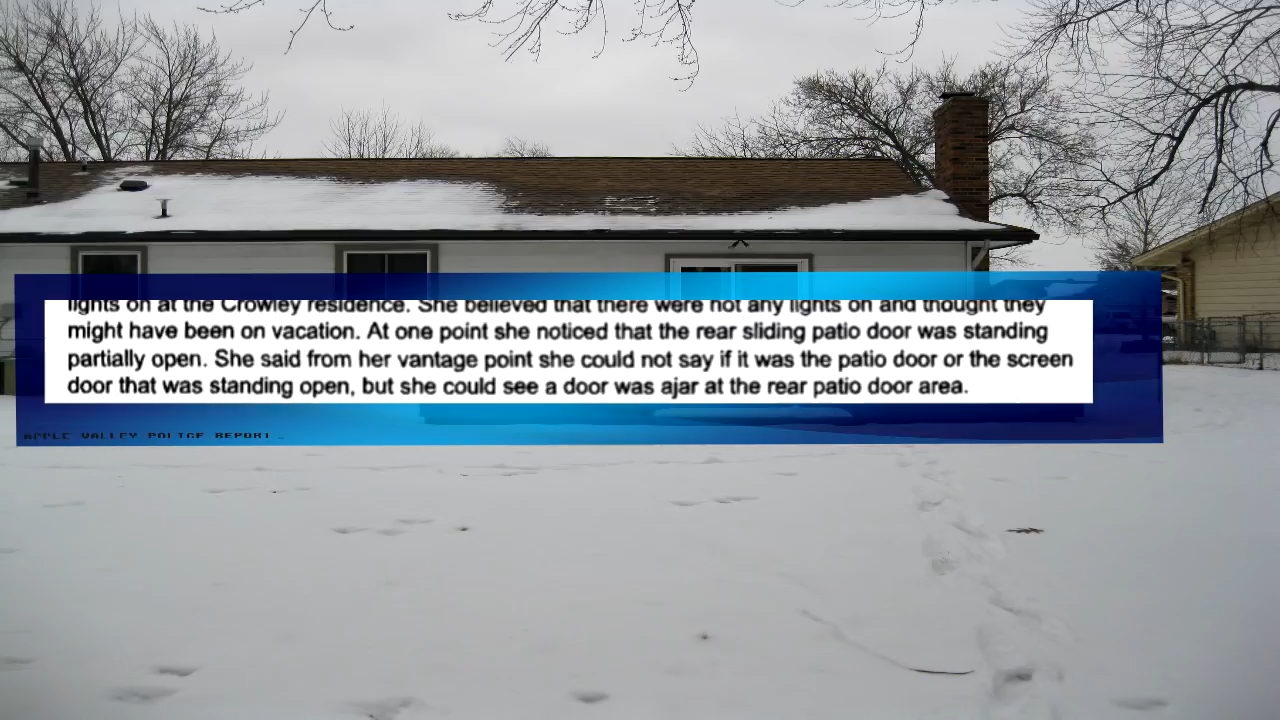 lights on at the Crowley residence. She believed that there were not any lights on and thought they
might have been on vacation. At one point she noticed that the rear sliding patio door was standing
partially open. She said from her vantage point she could not say if it was the patio door or the screen
door that was standing open, but she could see a door was ajar at the rear patio door area.
APPLE VALLEY POLICE REPORT